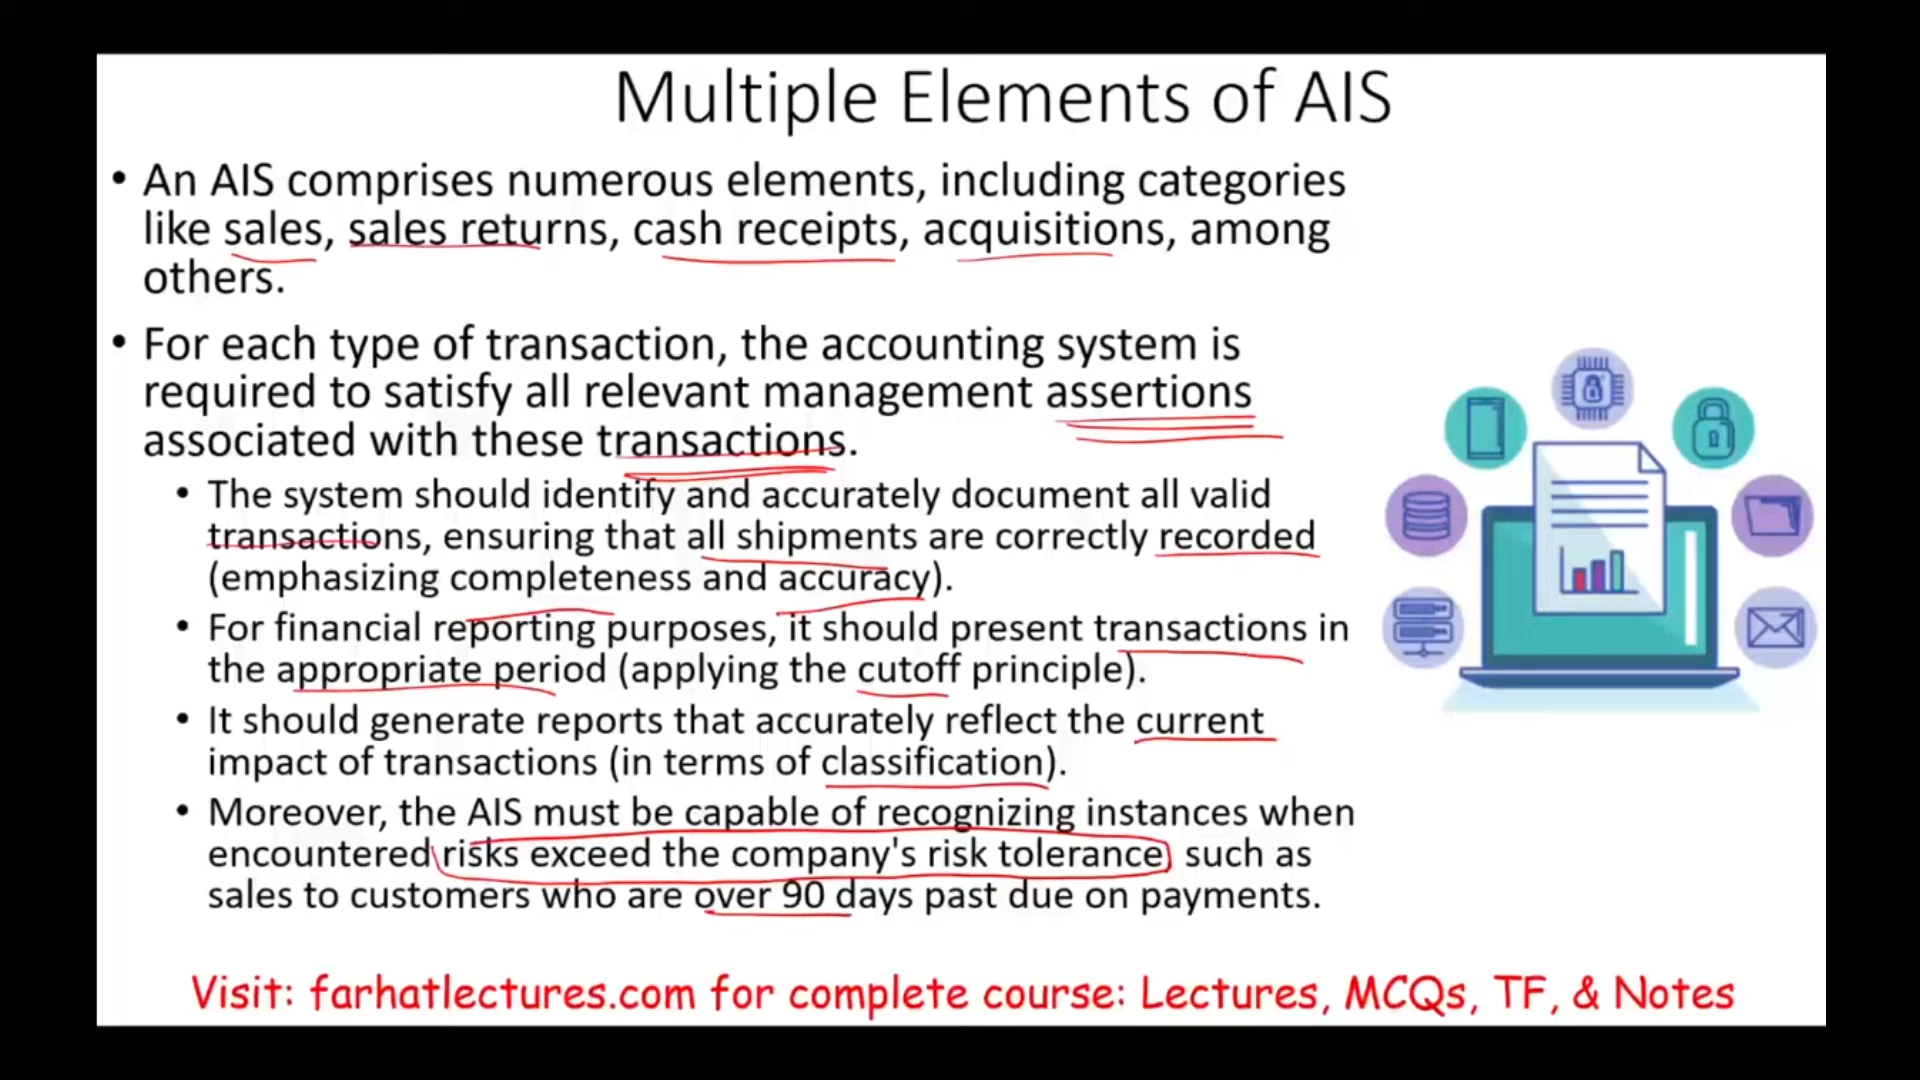 Multiple Elements of AIS
• An AIS comprises numerous elements, including categories
like sales, sales returns, cash receipts, acquisitions, among
others.
• For each type of transaction, the accounting system is
required to satisfy all relevant management assertions
associated with these transactions.
• The system should identify and accurately document all valid
transactions, ensuring that all shipments are correctly recorded
(emphasizing completeness and accuracy).
• For financial reporting purposes, it should present transactions in
the appropriate period (applying the cutoff principle).
• It should generate reports that accurately reflect the current
impact of transactions (in terms of classification).
• Moreover, the AIS must be capable of recognizing instances when
encountered risks exceed the company's risk tolerance, such as
sales to customers who are over 90 days past due on payments.
Visit: farhatlectures.com for complete course: Lectures, MCQs, TF, & Notes